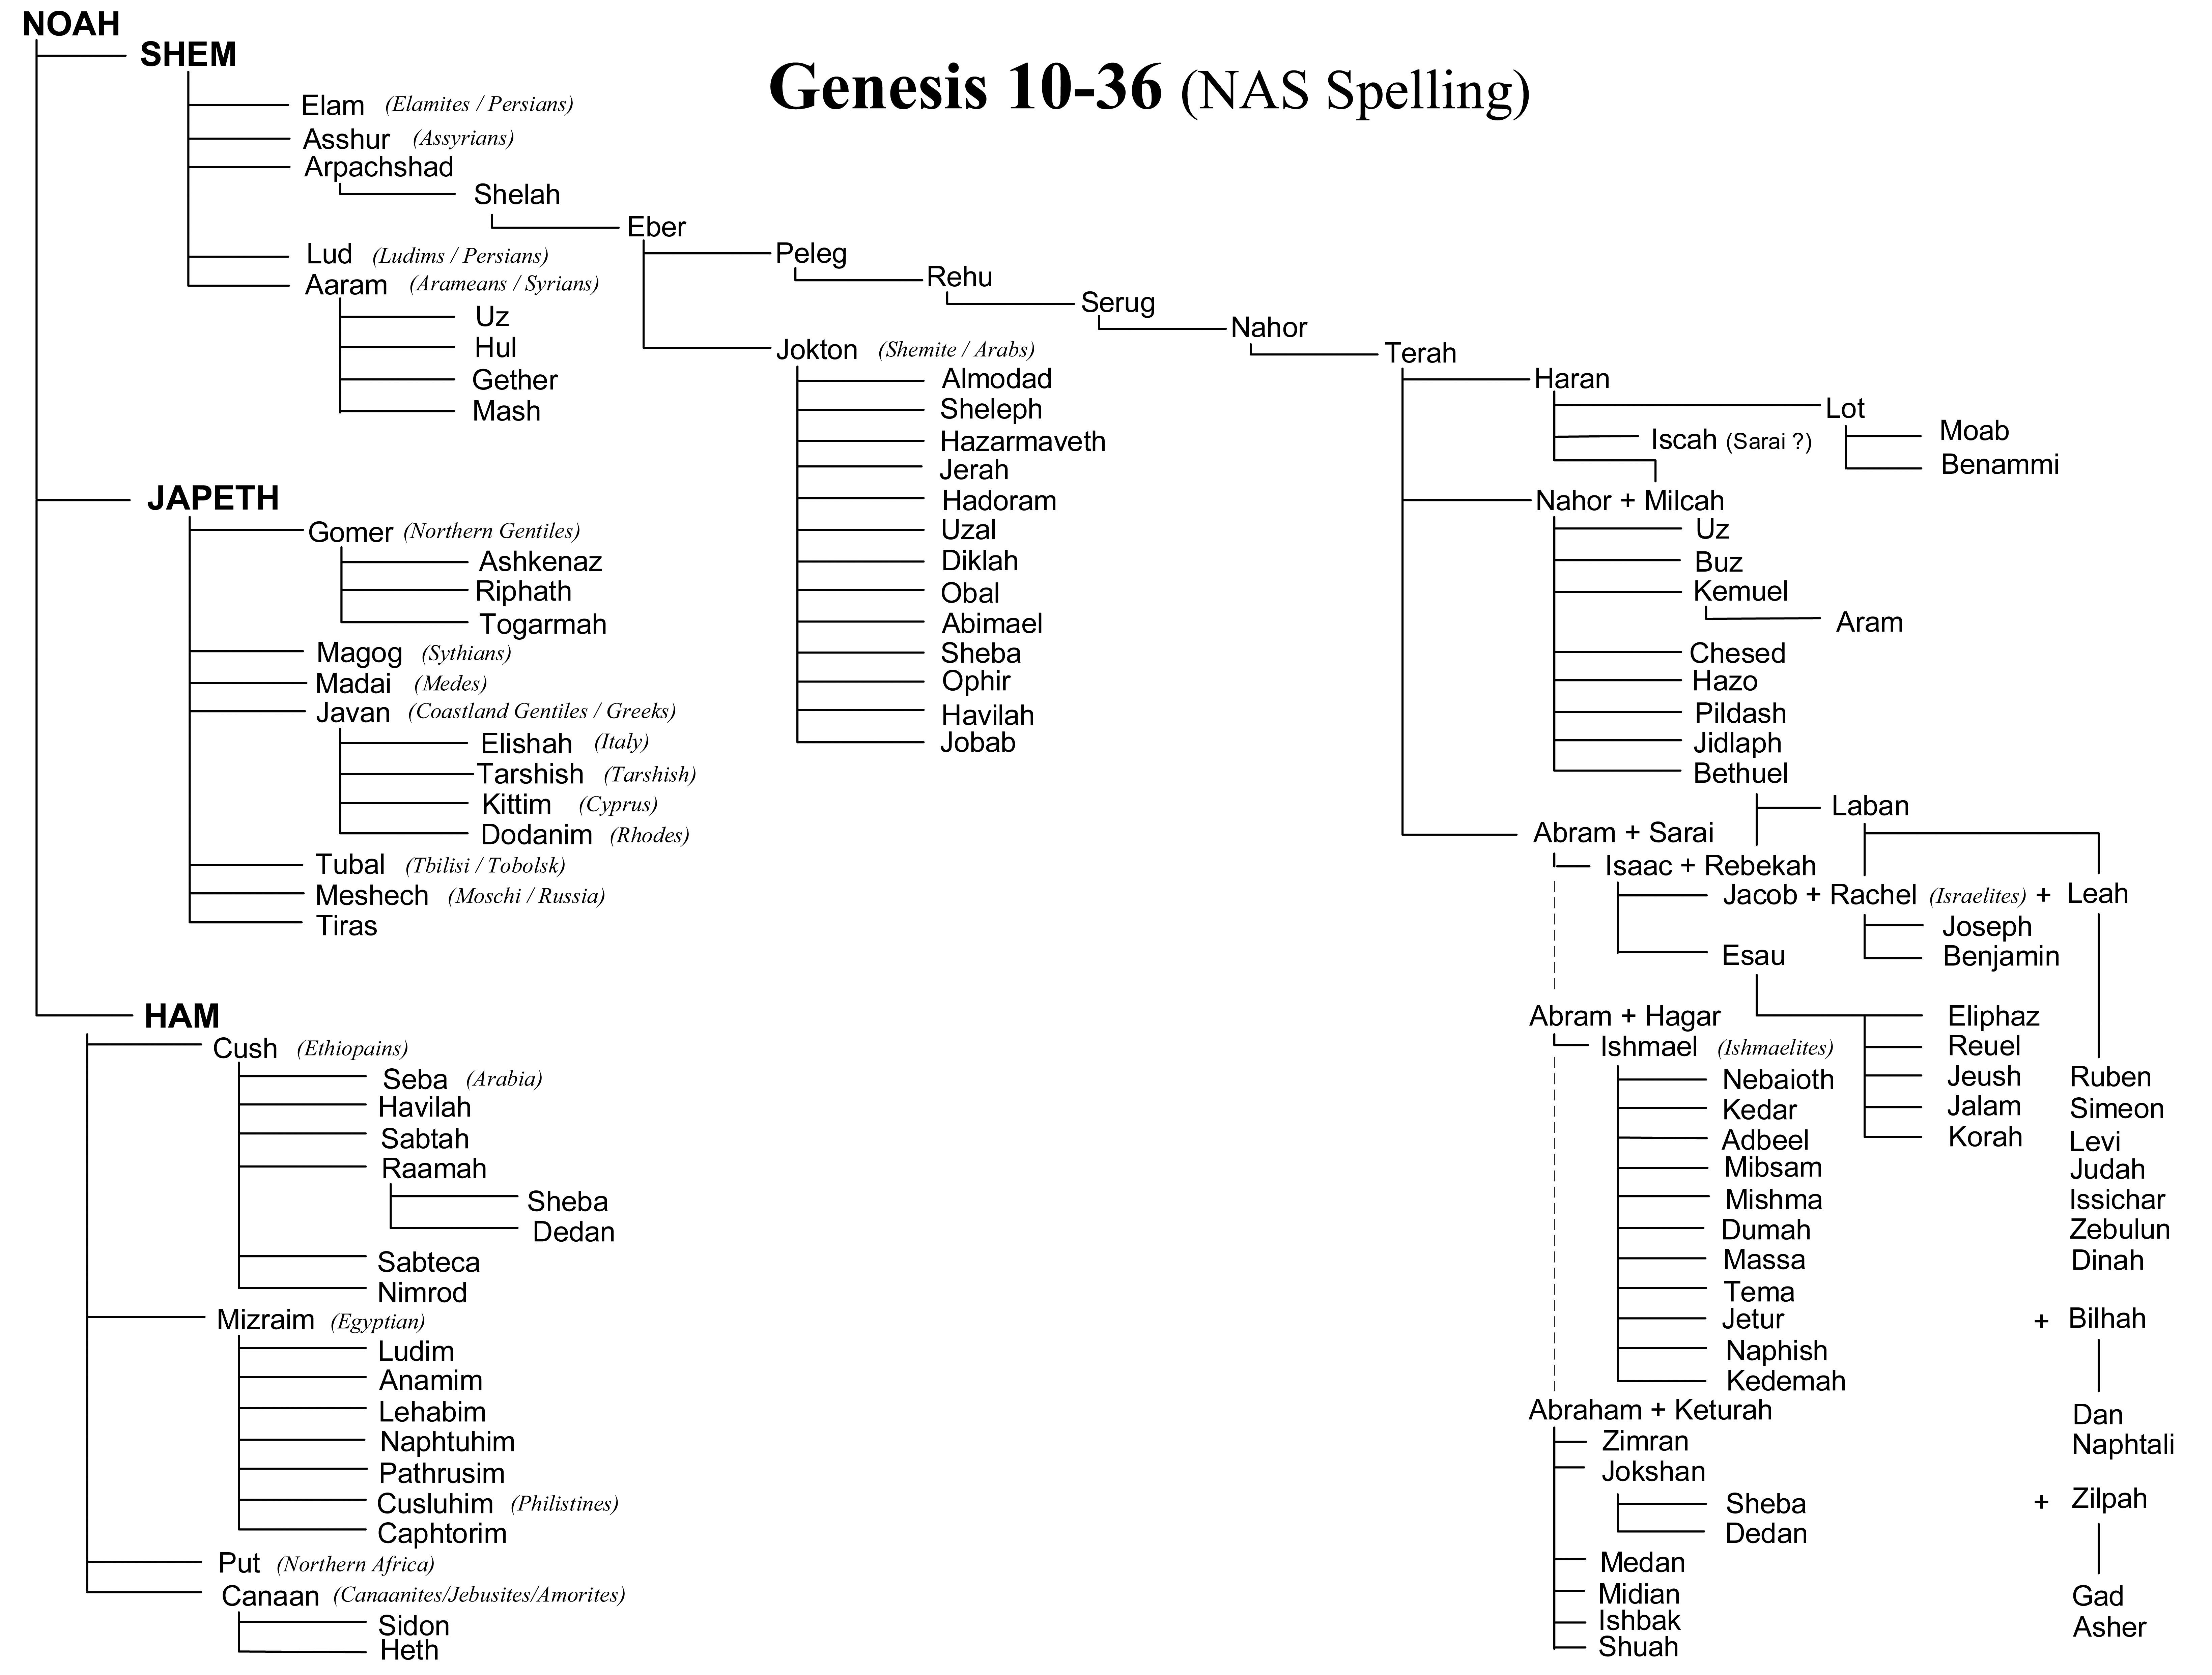 NOAH
SHEM
Genesis 10-36 (NAS Spelling)
Elam (Elamites / Persians)
Asshur (Assyrians)
Arpachshad
Shelah
Eber
Lud (Ludims / Persians)
Aaram (Arameans / Syrians)
Uz
Hul
Gether
Mash
Peleg
Rehu
Serug
Nahor
Terah
Jokton (Shemite / Arabs)
Almodad
Sheleph
Hazarmaveth
Jerah
Hadoram
Uzal
Diklah
Obal
Abimael
Sheba
Ophir
Havilah
Jobab
Haran
Lot
Iscah (Sarai ?)
Moab
Benammi
Nahor + Milcah
Uz
Buz
Kemuel
Aram
Chesed
Hazo
Pildash
Jidlaph
Bethuel
Laban
Abram + Sarai
Isaac + Rebekah
Jacob + Rachel (Israelites) + Leah
Joseph
Benjamin
Esau
Eliphaz
Reuel
Jeush
Jalam
Korah
Ruben
Simeon
Levi
Judah
Issichar
Zebulun
Dinah
+ Bilhah
Dan
Naphtali
+ Zilpah
Gad
Asher
Abram + Hagar
Ishmael (Ishmaelites)
Nebaioth
Kedar
Adbeel
Mibsam
Mishma
Dumah
Massa
Tema
Jetur
Naphish
Kedemah
Abraham + Keturah
Zimran
Jokshan
Sheba
Dedan
Medan
Midian
Ishbak
Shuah
JAPETH
Gomer (Northern Gentiles)
Ashkenaz
Riphath
Togarmah
Magog (Sythians)
Madai (Medes)
Javan (Coastland Gentiles / Greeks)
Elishah (Italy)
Tarshish (Tarshish)
Kittim (Cyprus)
Dodanim (Rhodes)
Tubal (Tbilisi / Tobolsk)
Meshech (Moschi / Russia)
Tiras
HAM
Cush (Ethiopains)
Seba (Arabia)
Havilah
Sabtah
Raamah
Sheba
Dedan
Sabteca
Nimrod
Mizraim (Egyptian)
Ludim
Anamim
Lehabim
Naphtuhim
Pathrusim
Cusluhim (Philistines)
Caphtorim
Put (Northern Africa)
Canaan (Canaanites/Jebusites/Amorites)
Sidon
Heth